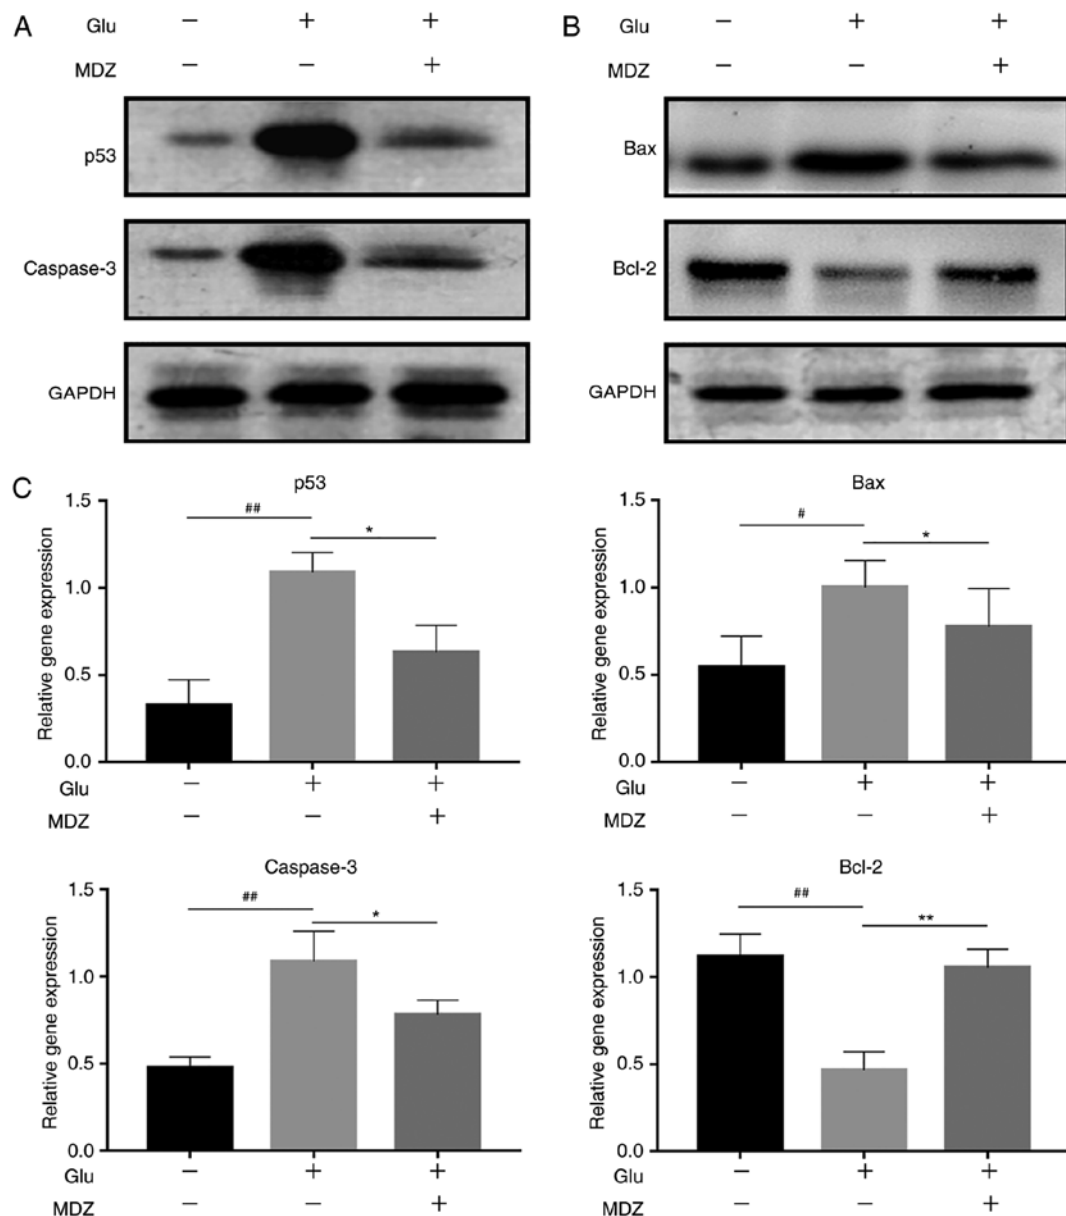 A
Glu − + +
MDZ − − +
p53
Caspase-3
GAPDH
B
Glu − + +
MDZ − − +
Bax
Bcl-2
GAPDH
C
p53
Relative gene expression
1.5
1.0
0.5
0.0
##
*
Glu − + +
MDZ − − +
Bax
Relative gene expression
1.5
1.0
0.5
0.0
#
*
Glu − + +
MDZ − − +
Caspase-3
Relative gene expression
1.5
1.0
0.5
0.0
##
*
Glu − + +
MDZ − − +
Bcl-2
Relative gene expression
1.5
1.0
0.5
0.0
##
**
Glu − + +
MDZ − − +